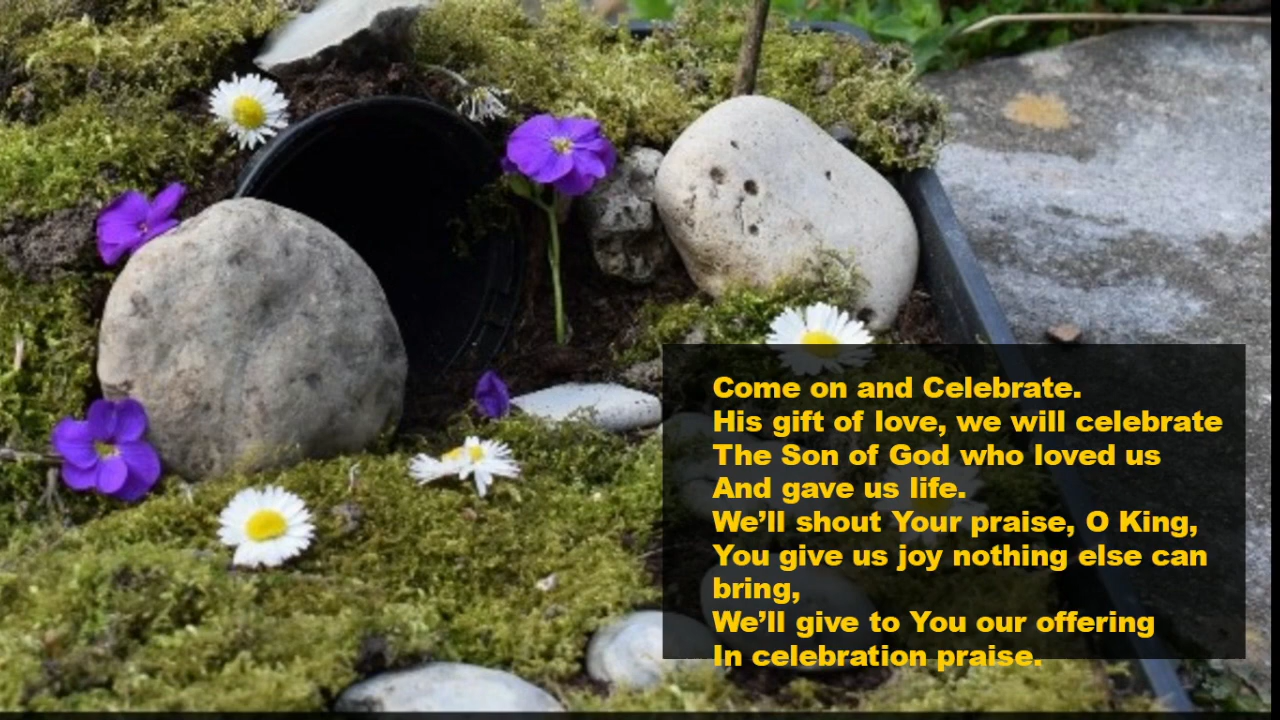 Come on and Celebrate.
His gift of love, we will celebrate
The Son of God who loved us
And gave us life.
We’ll shout Your praise, O King,
You give us joy nothing else can
bring,
We’ll give to You our offering
In celebration praise.